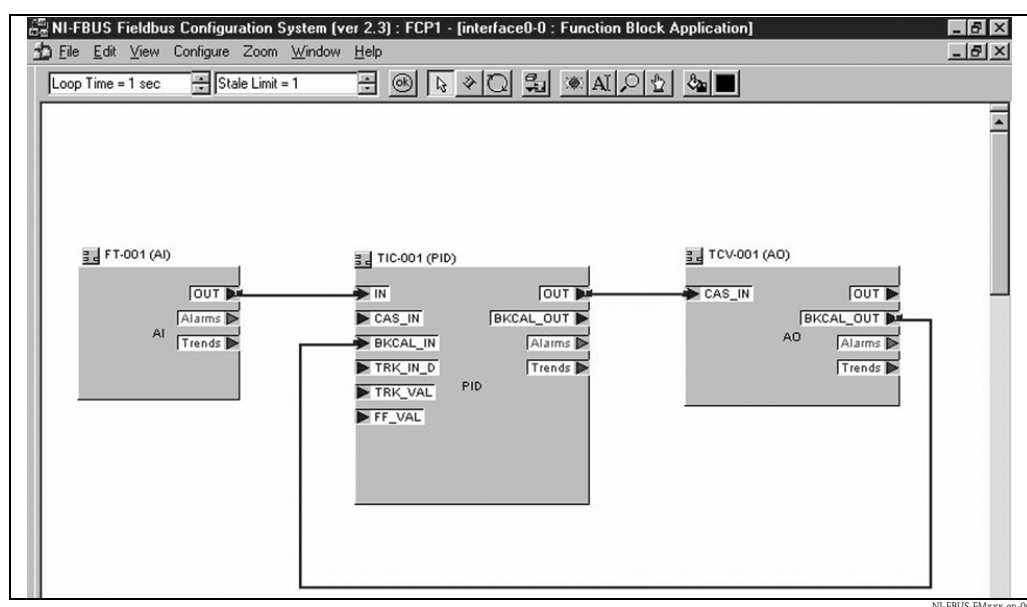 NI-FBUS Fieldbus Configuration System (ver 2.3) : FCP1 - [interface0-0 : Function Block Application]
File Edit View Configure Zoom Window Help
Loop Time = 1 sec
Stale Limit = 1
ok
AI
FT-001 (AI)
OUT
Alarms
AI
Trends
TIC-001 (PID)
IN
OUT
CAS_IN
BKCAL_OUT
BKCAL_IN
Alarms
TRK_IN_D
Trends
PID
TRK_VAL
FF_VAL
TCV-001 (AO)
CAS_IN
OUT
BKCAL_OUT
AO
Alarms
Trends